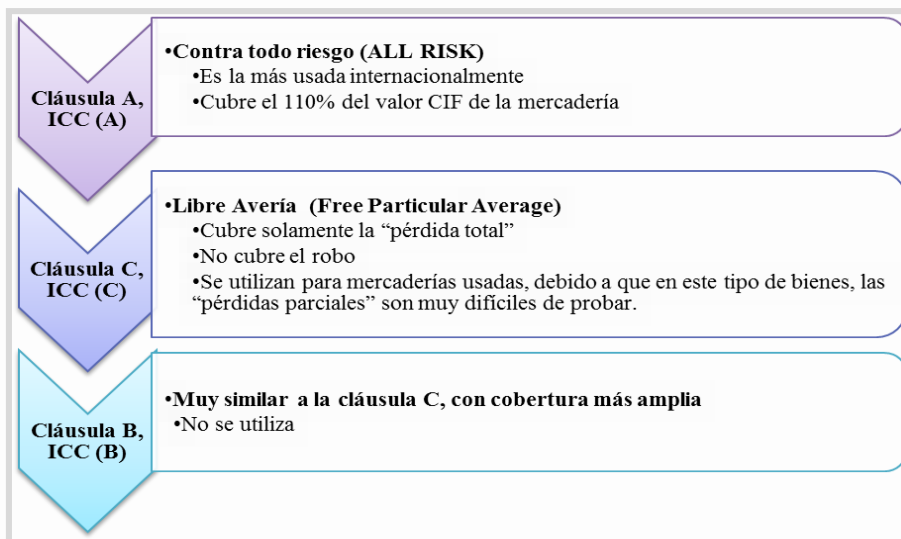 Cláusula A,
ICC (A)
•Contra todo riesgo (ALL RISK)
•Es la más usada internacionalmente
•Cubre el 110% del valor CIF de la mercadería
Cláusula C,
ICC (C)
•Libre Avería (Free Particular Average)
•Cubre solamente la “pérdida total”
•No cubre el robo
•Se utilizan para mercaderías usadas, debido a que en este tipo de bienes, las
“pérdidas parciales” son muy difíciles de probar.
Cláusula B,
ICC (B)
•Muy similar a la cláusula C, con cobertura más amplia
•No se utiliza